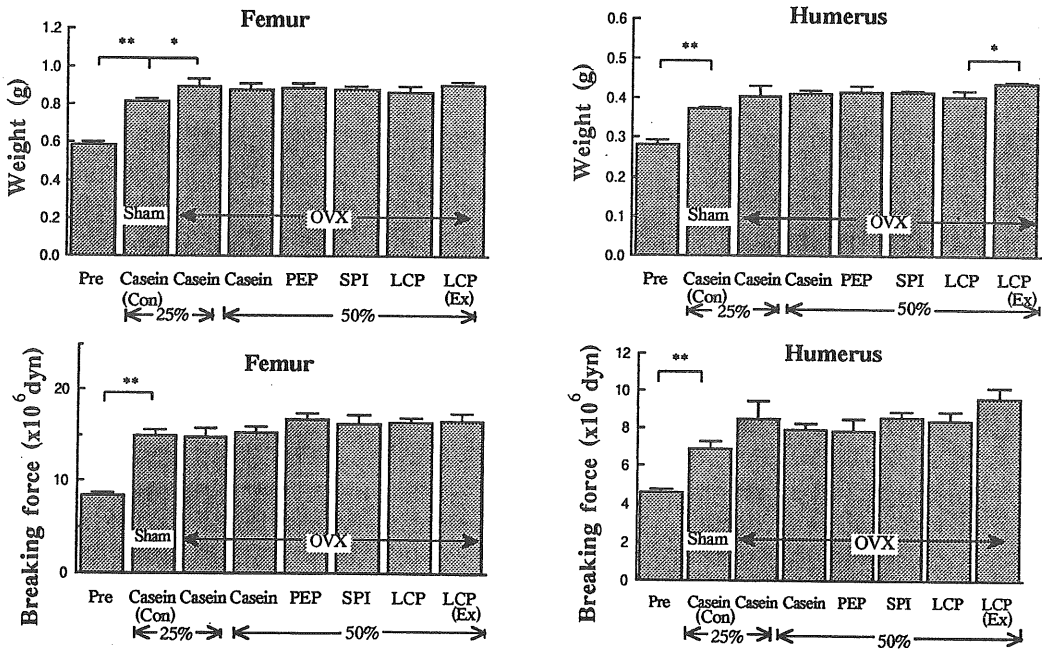 Femur
Weight (g)
1.2
1.0
0.8
0.6
0.4
0.2
0.0
** *
Sham OVX
Pre Casein Casein Casein PEP SPI LCP LCP
(Con) (Ex)
25% 50%
Humerus
Weight (g)
0.6
0.5
0.4
0.3
0.2
0.1
0.0
** *
Sham OVX
Pre Casein Casein Casein PEP SPI LCP LCP
(Con) (Ex)
25% 50%
Femur
Breaking force (x10^6 dyn)
20
10
0
**
Sham OVX
Pre Casein Casein Casein PEP SPI LCP LCP
(Con) (Ex)
25% 50%
Humerus
Breaking force (x10^6 dyn)
12
10
8
6
4
2
0
**
Sham OVX
Pre Casein Casein Casein PEP SPI LCP LCP
(Con) (Ex)
25% 50%